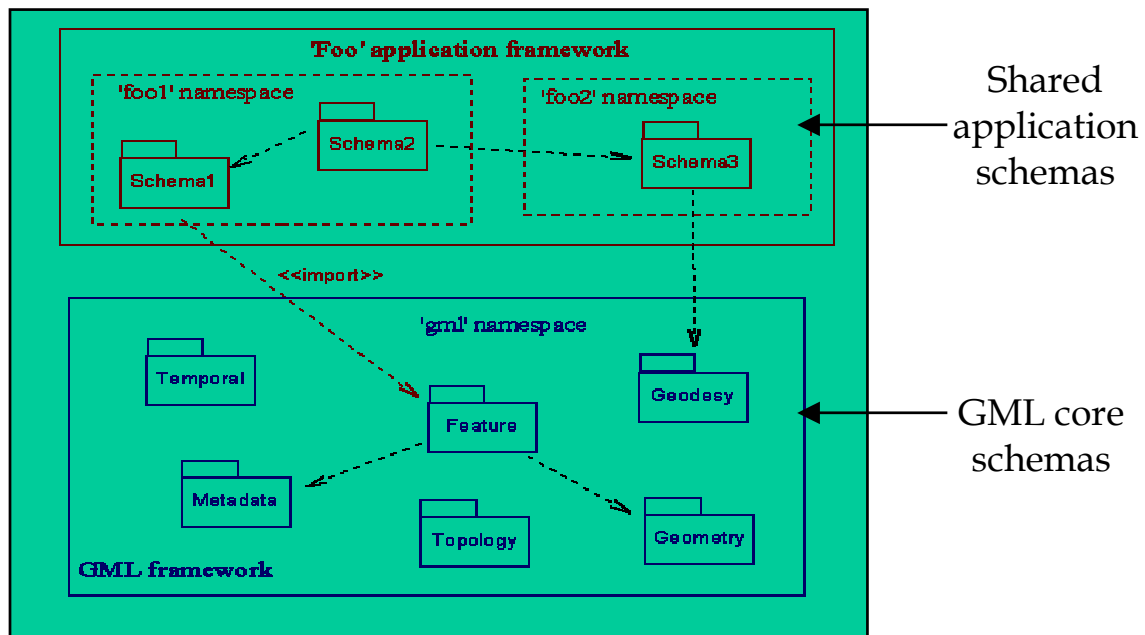 'Foo' application framework
'foo1' namespace
'foo2' namespace
Schema2
Schema1
Schema3
Shared
application
schemas
<<import>>
'gml' namespace
Temporal
Geodesy
Feature
GML core
schemas
Metadata
Topology
Geometry
GML framework